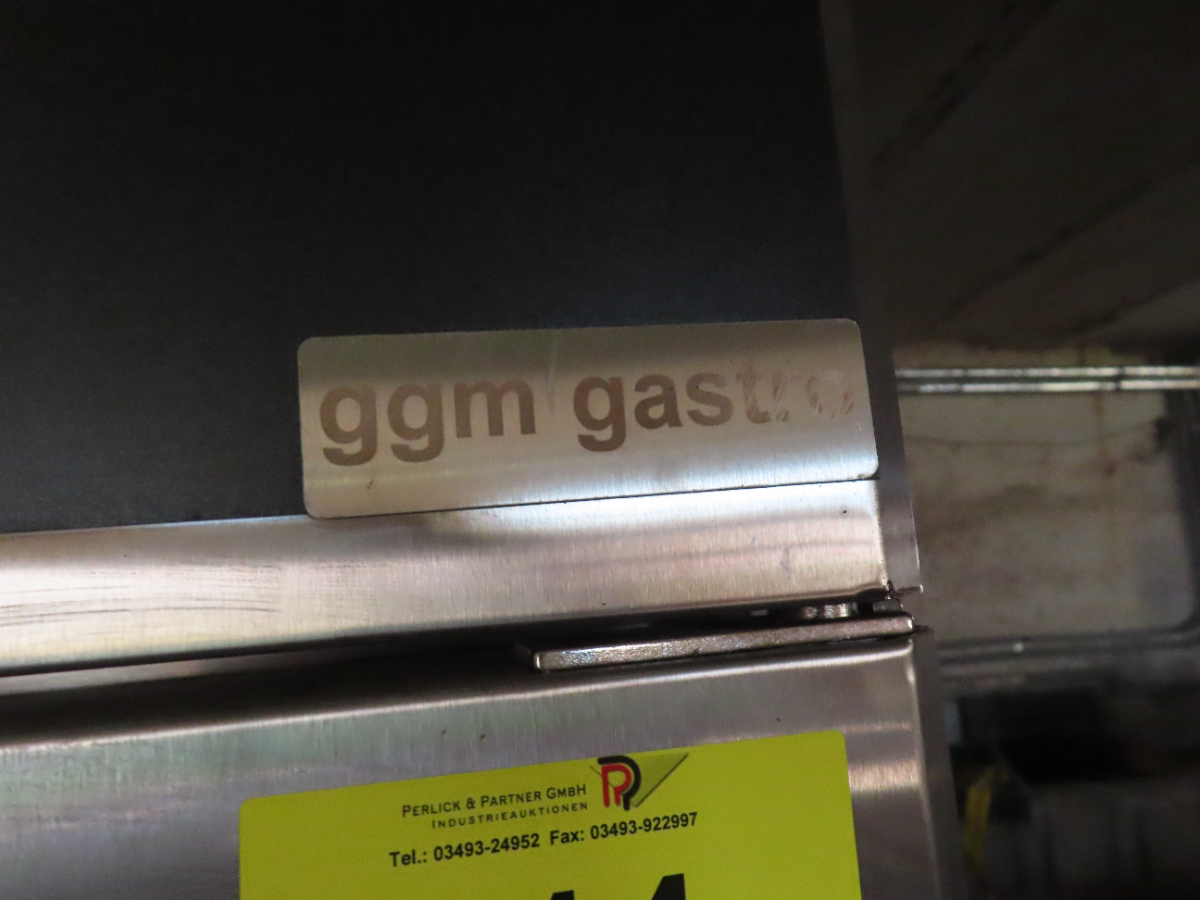 ggm gastro
PERLICK & PARTNER GMBH
INDUSTRIEAUKTIONEN
Tel.: 03493-24952 Fax: 03493-922997